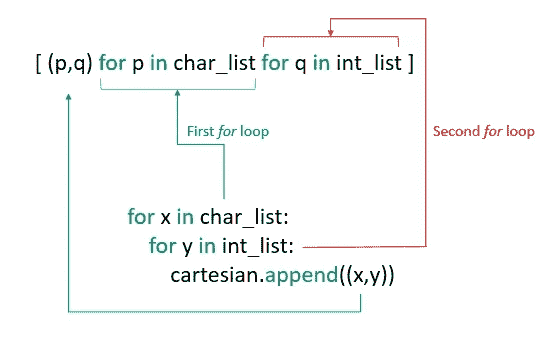 [ (p,q) for p in char_list for q in int_list ]
First for loop
Second for loop
for x in char_list:
for y in int_list:
cartesian.append((x,y))